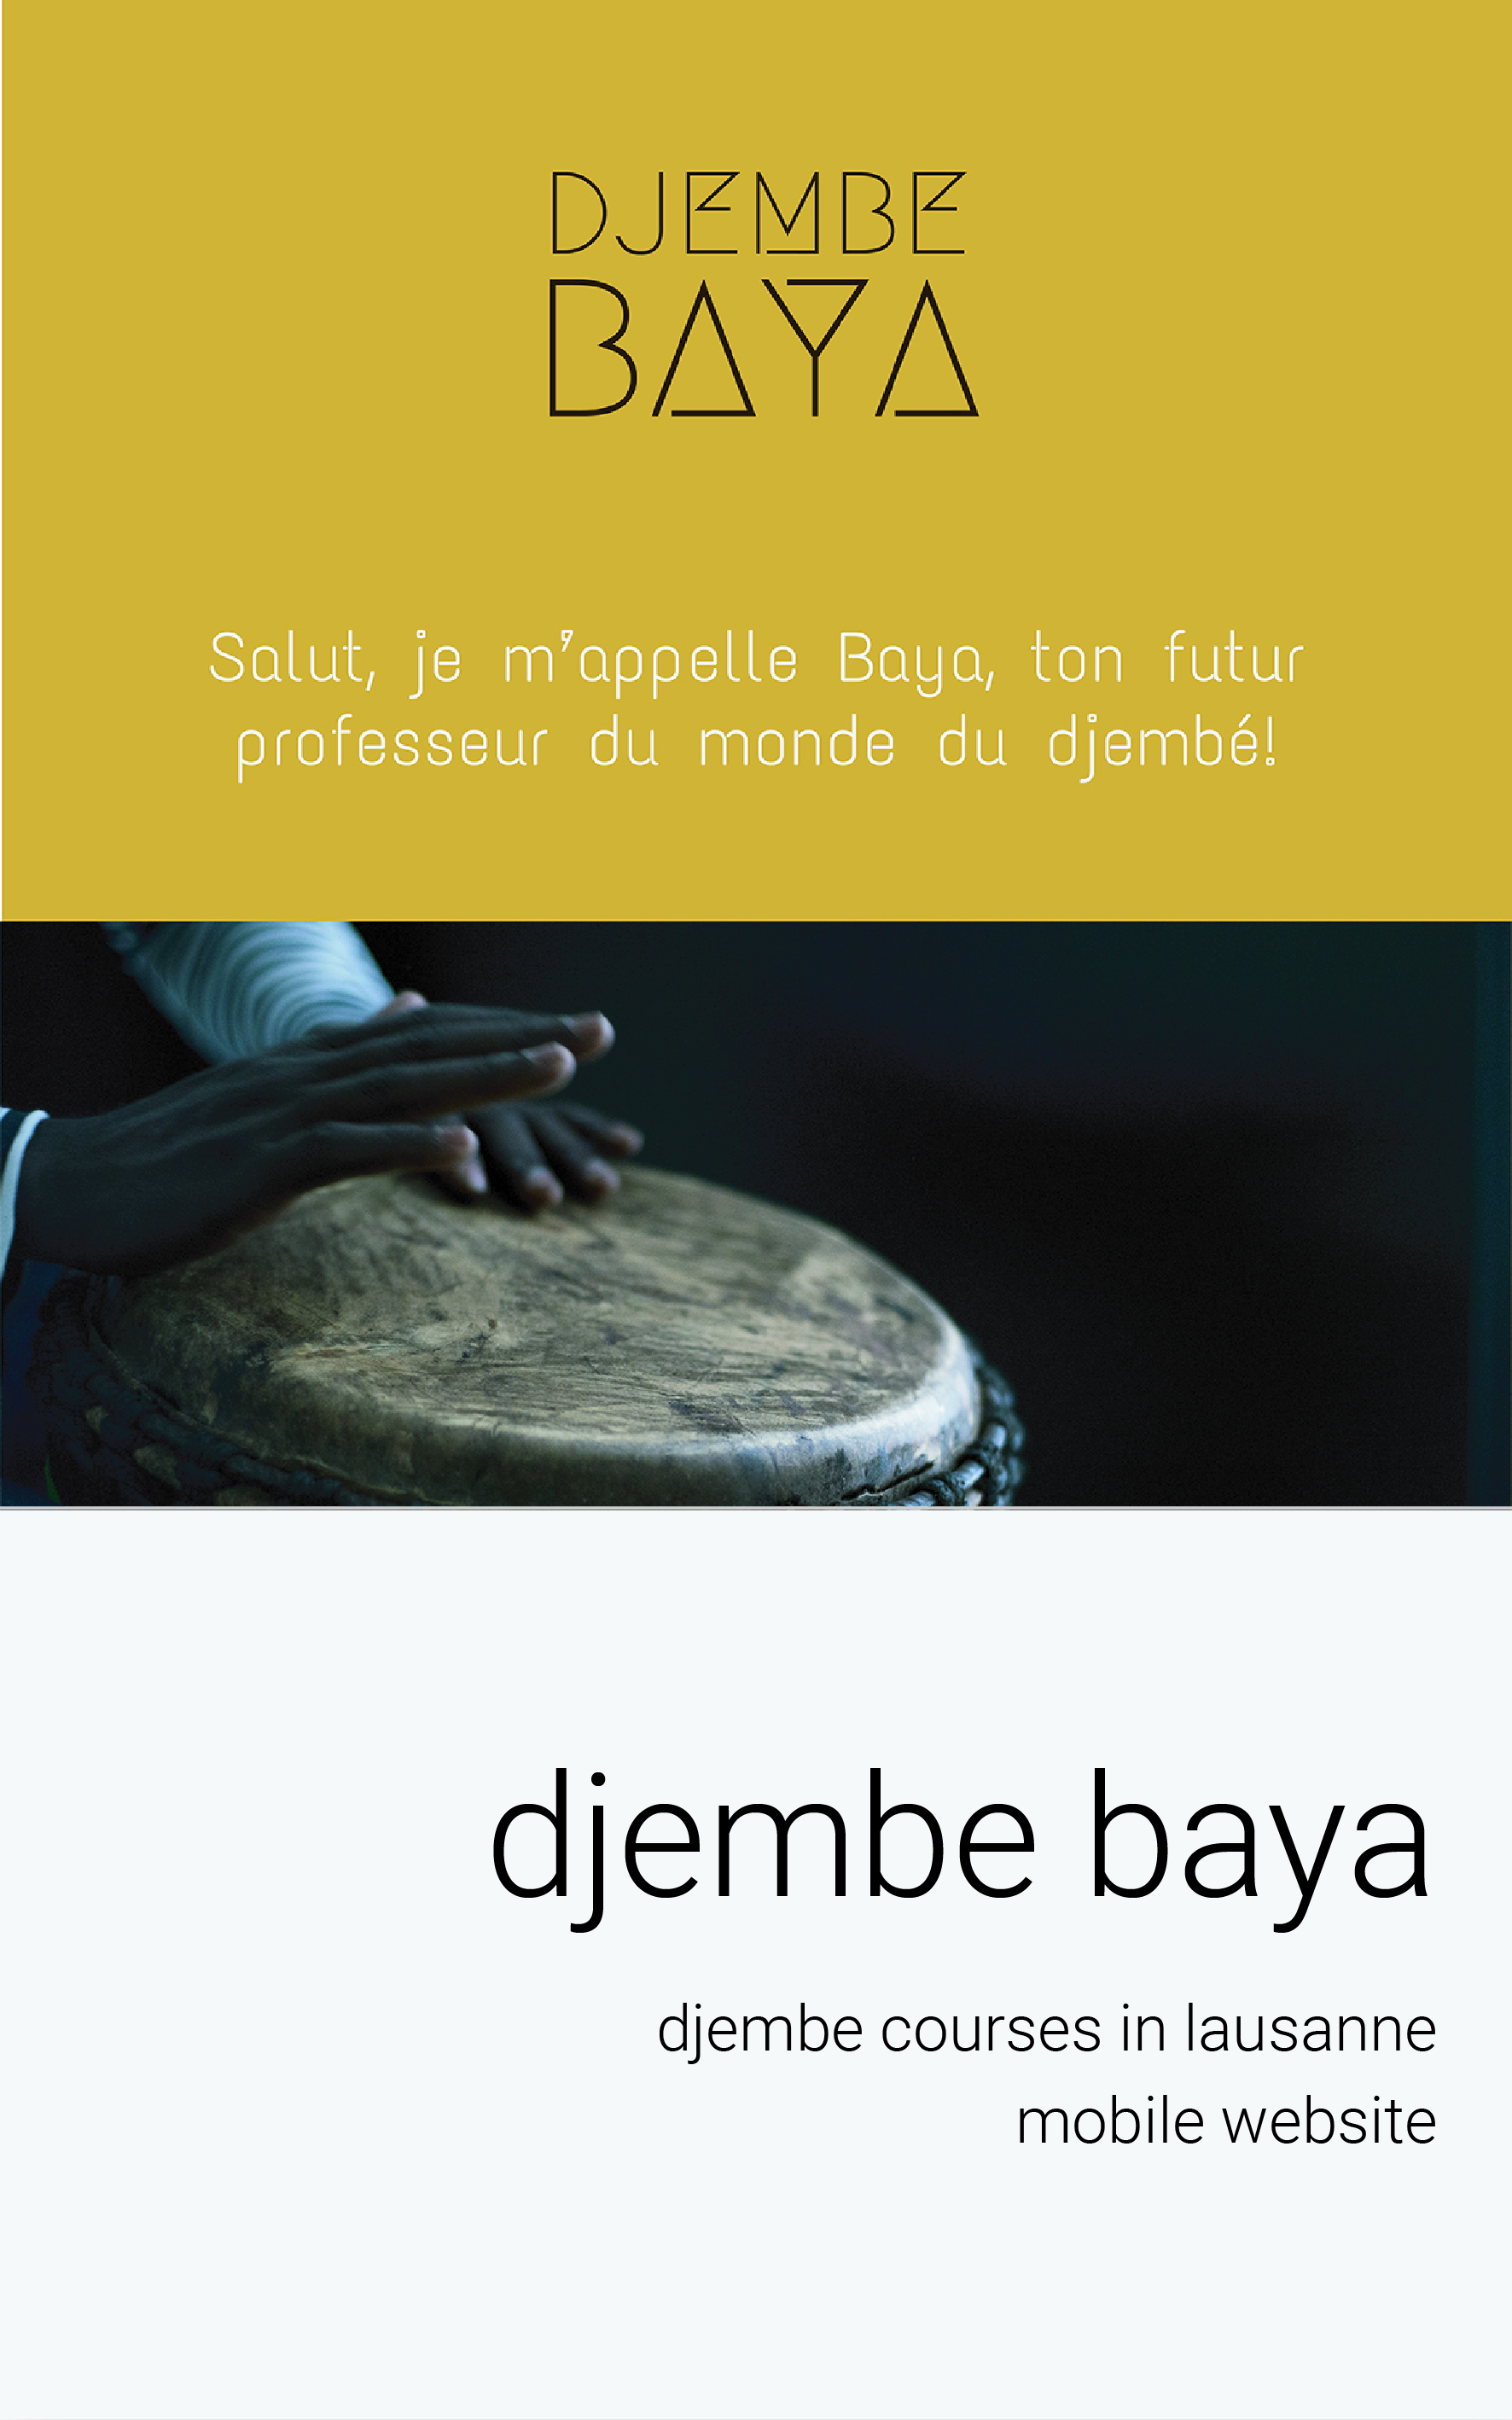 DJEMBE
BAYA
Salut, je m’appelle Baya, ton futur
professeur du monde du djembé!
djembe baya
djembe courses in lausanne
mobile website